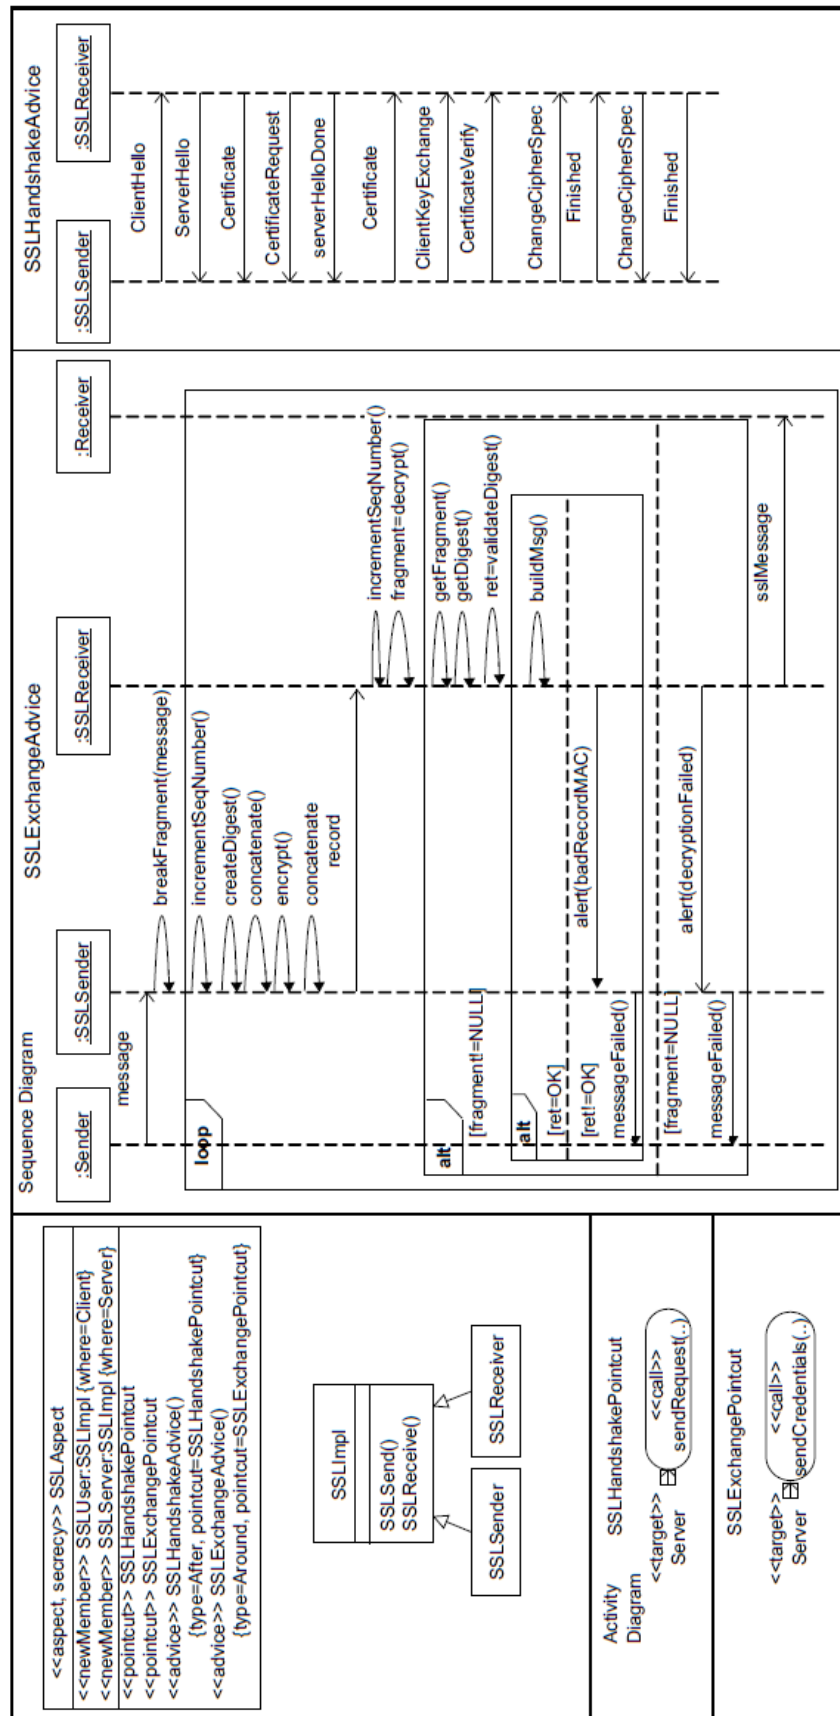 <<aspect, secrecy>> SSLAspect
<<newMember>> SSLUser:SSLImpl {where=Client}
<<newMember>> SSLServer:SSLImpl {where=Server}
<<pointcut>> SSLHandshakePointcut
<<pointcut>> SSLExchangePointcut
<<advice>> SSLHandshakeAdvice()
{type=After, pointcut=SSLHandshakePointcut}
<<advice>> SSLExchangeAdvice()
{type=Around, pointcut=SSLExchangePointcut}
SSLImpl
SSLSend()
SSLReceive()
SSLSender
SSLReceiver
Activity
Diagram
SSLHandshakePointcut
<<target>>
Server
<<call>>
sendRequest(..)
SSLExchangePointcut
<<target>>
Server
<<call>>
sendCredentials(..)
Sequence Diagram
SSLExchangeAdvice
:Sender
:SSLSender
:SSLReceiver
:Receiver
message
breakFragment(message)
loop
incrementSeqNumber()
createDigest()
concatenate()
encrypt()
concatenate
record
incrementSeqNumber()
fragment=decrypt()
alt
[fragment!=NULL]
getFragment()
getDigest()
ret=validateDigest()
alt
[ret=OK]
buildMsg()
[ret!=OK]
alert(badRecordMAC)
messageFailed()
[fragment=NULL]
alert(decryptionFailed)
messageFailed()
sslMessage
SSLHandshakeAdvice
:SSLSender
:SSLReceiver
ClientHello
ServerHello
Certificate
CertificateRequest
serverHelloDone
Certificate
ClientKeyExchange
CertificateVerify
ChangeCipherSpec
Finished
ChangeCipherSpec
Finished